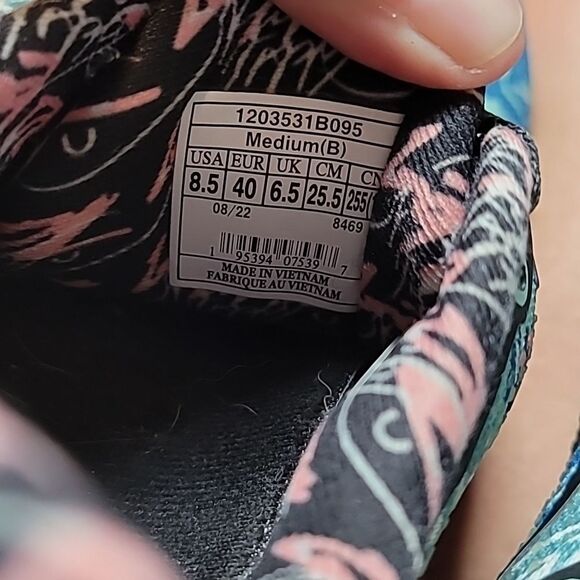 1203531B095
Medium(B)
USA EUR UK CM
8.5 40 6.5 25.5 255
08/22 8469
1 95394 07539 7
MADE IN VIETNAM
FABRIQUE AU VIETNAM